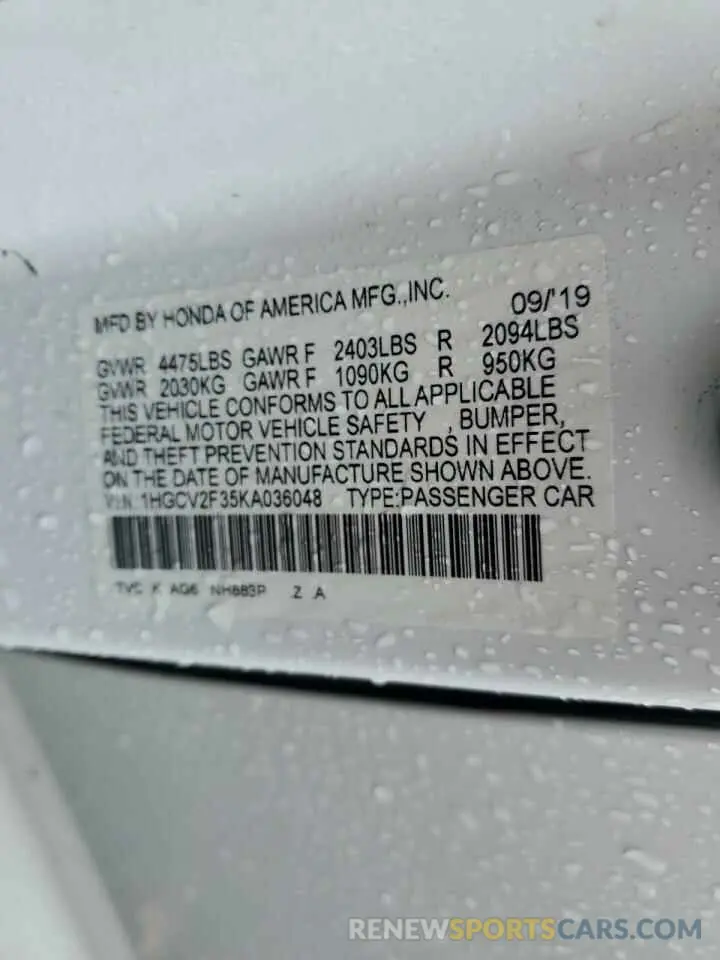 MFD BY HONDA OF AMERICA MFG.,INC. 09/'19
GVWR 4475LBS GAWR F 2403LBS R 2094LBS
GVWR 2030KG GAWR F 1090KG R 950KG
THIS VEHICLE CONFORMS TO ALL APPLICABLE
FEDERAL MOTOR VEHICLE SAFETY , BUMPER,
AND THEFT PREVENTION STANDARDS IN EFFECT
ON THE DATE OF MANUFACTURE SHOWN ABOVE.
V.I.N. 1HGCV2F35KA036048 TYPE:PASSENGER CAR
TVC K AG6 NH883P Z A
RENEWSPORTSCARS.COM